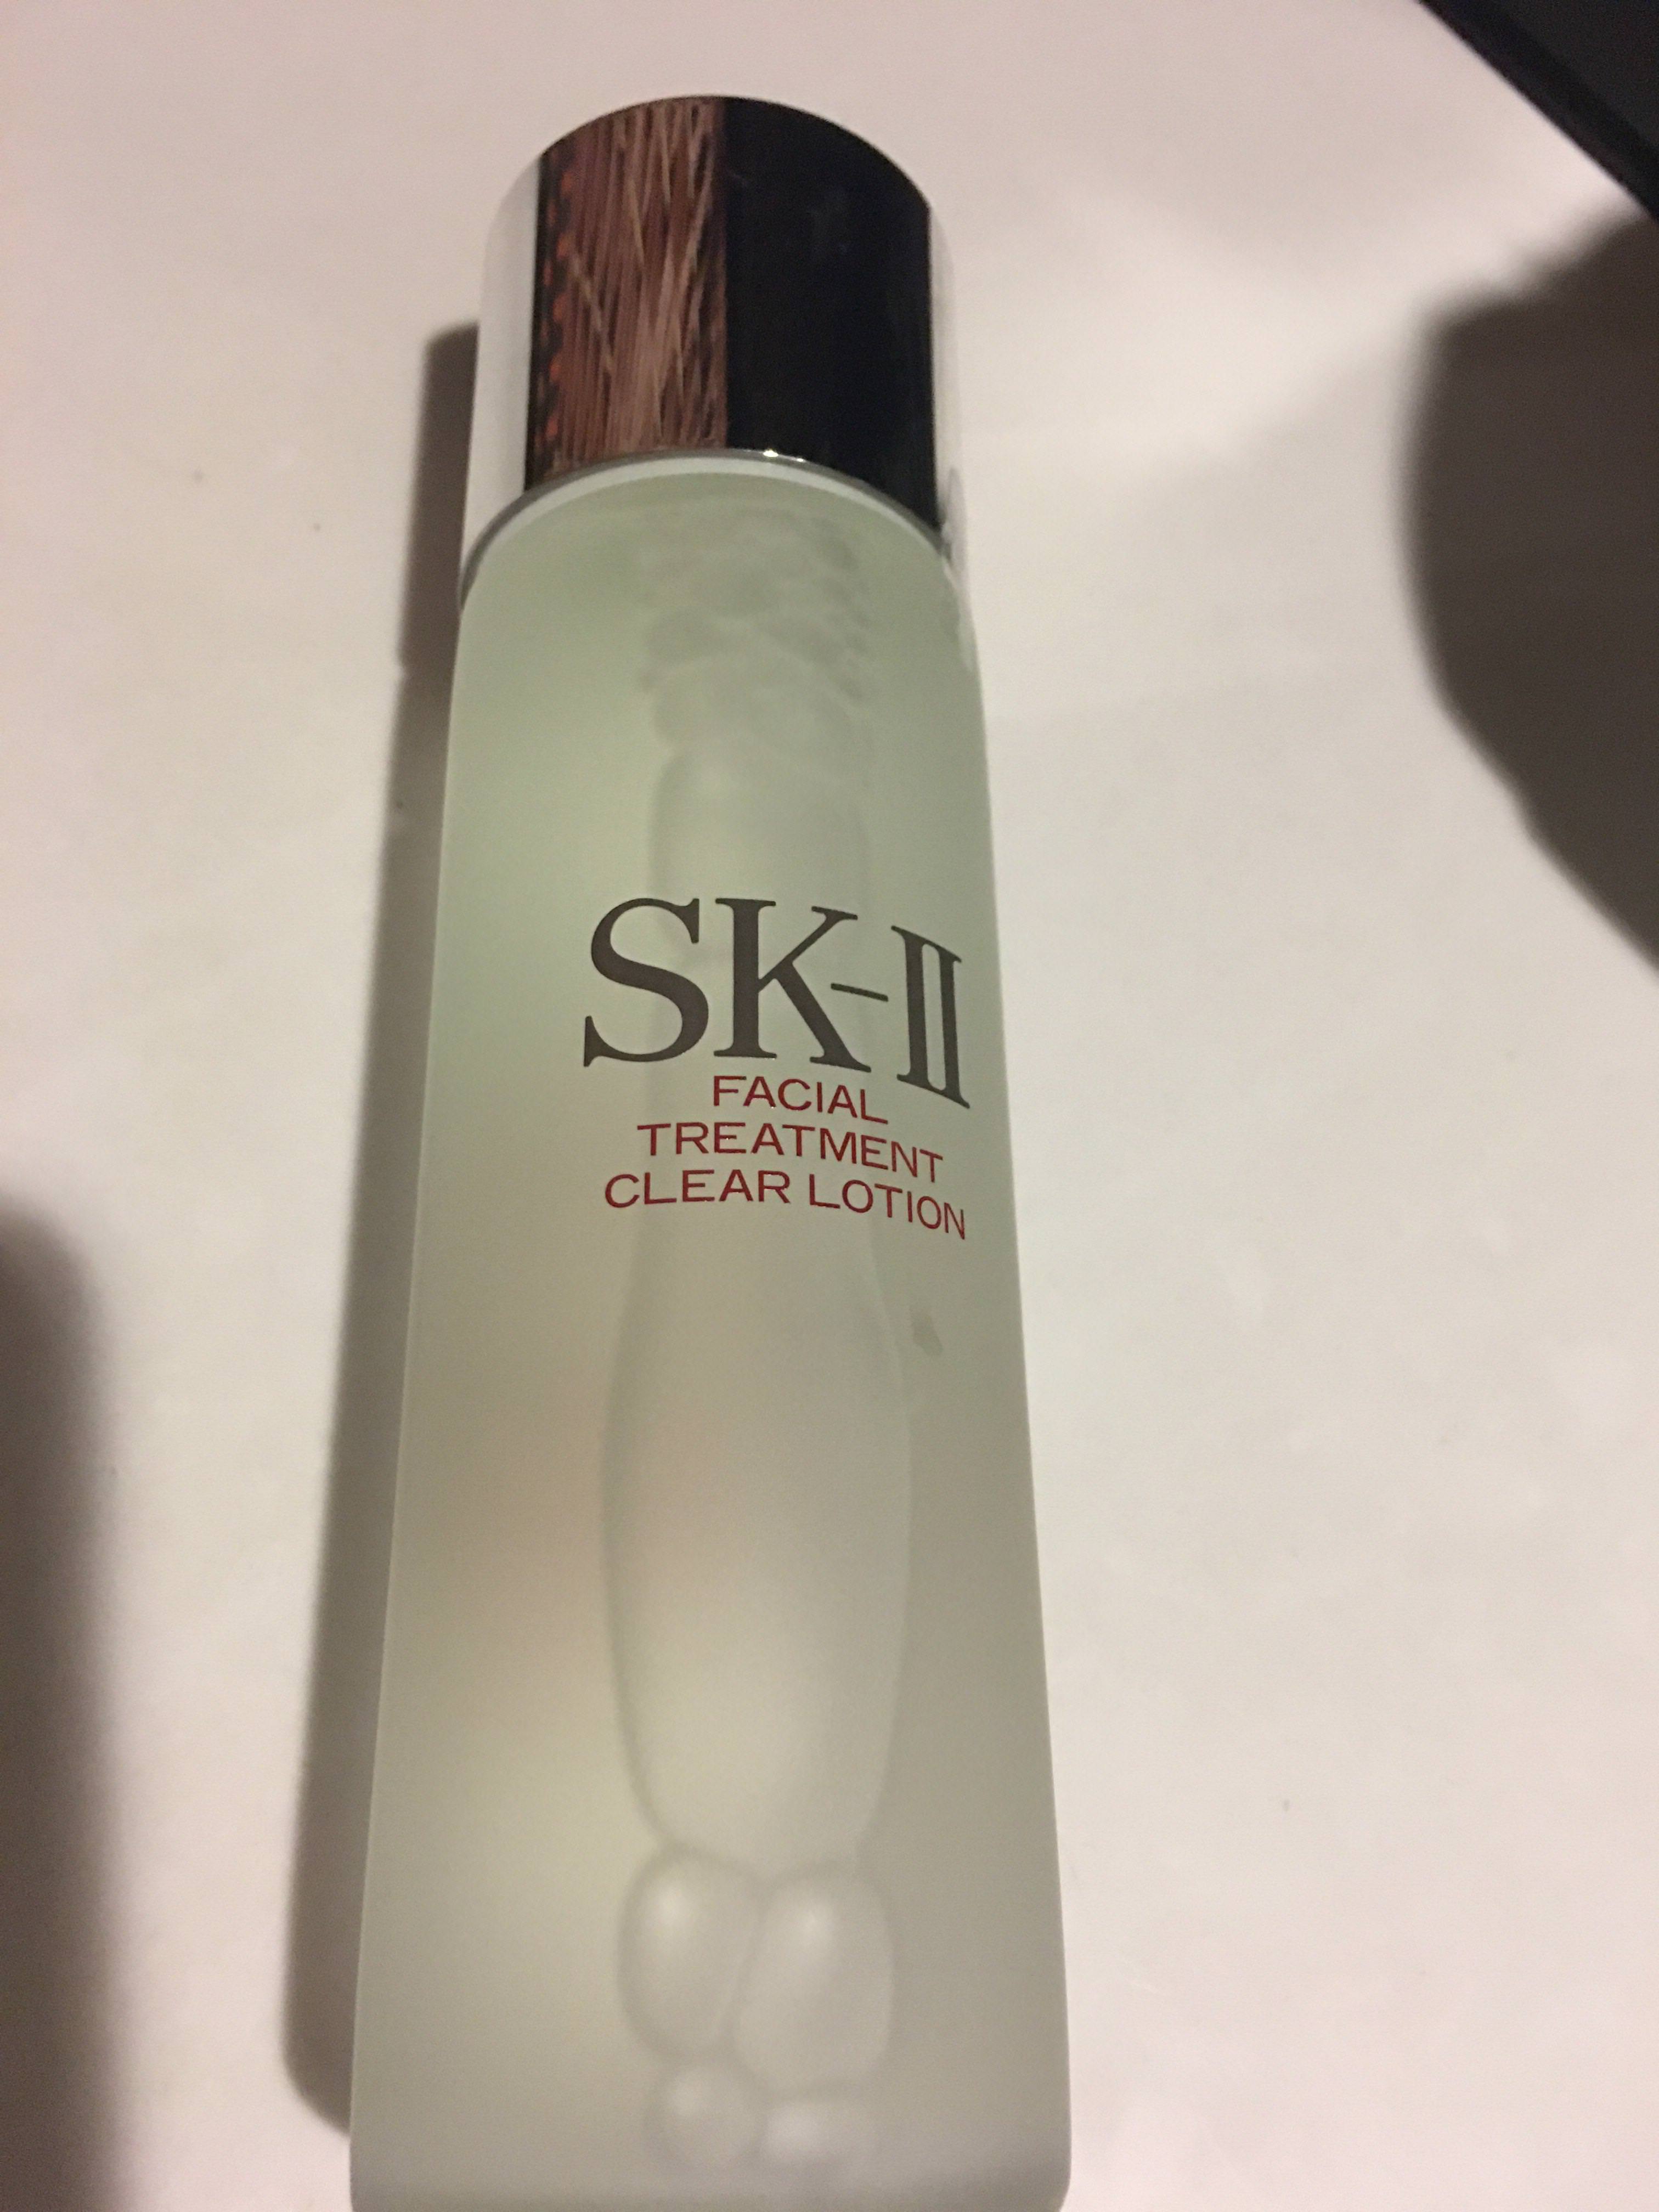 SK-II
FACIAL
TREATMENT
CLEAR LOTION